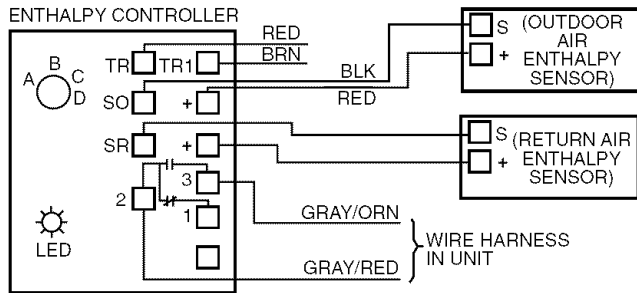 ENTHALPY CONTROLLER
A
B
C
D
TR
TR1
RED
BRN
SO
+
BLK
RED
S
(OUTDOOR
AIR
ENTHALPY
SENSOR)
+
SR
+
S
(RETURN AIR
ENTHALPY
SENSOR)
+
3
2
1
GRAY/ORN
LED
WIRE HARNESS
IN UNIT
GRAY/RED